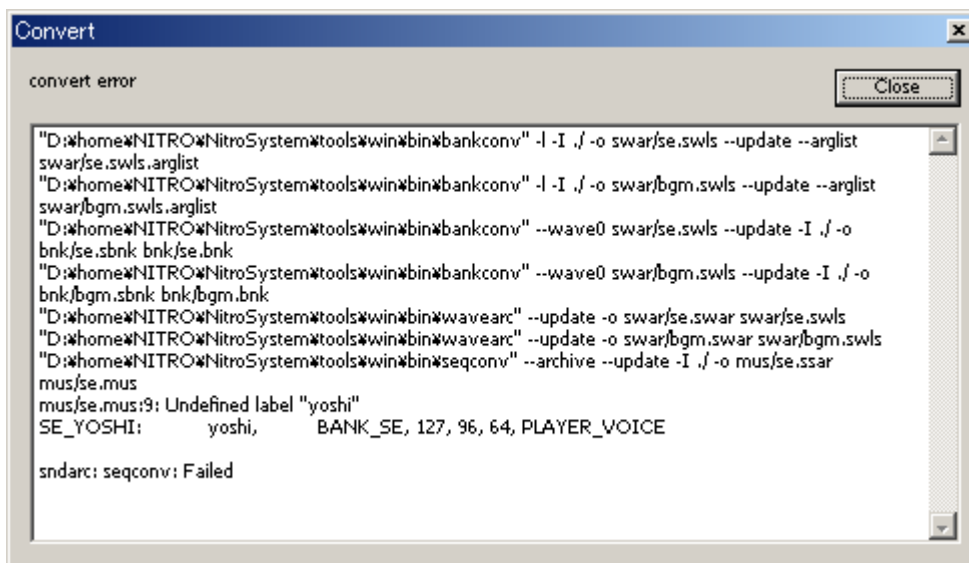 Convert
convert error
Close
"D:¥home¥NITRO¥NitroSystem¥tools¥win¥bin¥bankconv" -l -I ./ -o swar/se.swls --update --arglist
swar/se.swls.arglist
"D:¥home¥NITRO¥NitroSystem¥tools¥win¥bin¥bankconv" -l -I ./ -o swar/bgm.swls --update --arglist
swar/bgm.swls.arglist
"D:¥home¥NITRO¥NitroSystem¥tools¥win¥bin¥bankconv" --wave0 swar/se.swls --update -I ./ -o
bnk/se.sbnk bnk/se.bnk
"D:¥home¥NITRO¥NitroSystem¥tools¥win¥bin¥bankconv" --wave0 swar/bgm.swls --update -I ./ -o
bnk/bgm.sbnk bnk/bgm.bnk
"D:¥home¥NITRO¥NitroSystem¥tools¥win¥bin¥wavearc" --update -o swar/se.swar swar/se.swls
"D:¥home¥NITRO¥NitroSystem¥tools¥win¥bin¥wavearc" --update -o swar/bgm.swar swar/bgm.swls
"D:¥home¥NITRO¥NitroSystem¥tools¥win¥bin¥seqconv" --archive --update -I ./ -o mus/se.ssar
mus/se.mus
mus/se.mus:9: Undefined label "yoshi"
SE_YOSHI: yoshi, BANK_SE, 127, 96, 64, PLAYER_VOICE
sndarc: seqconv: Failed